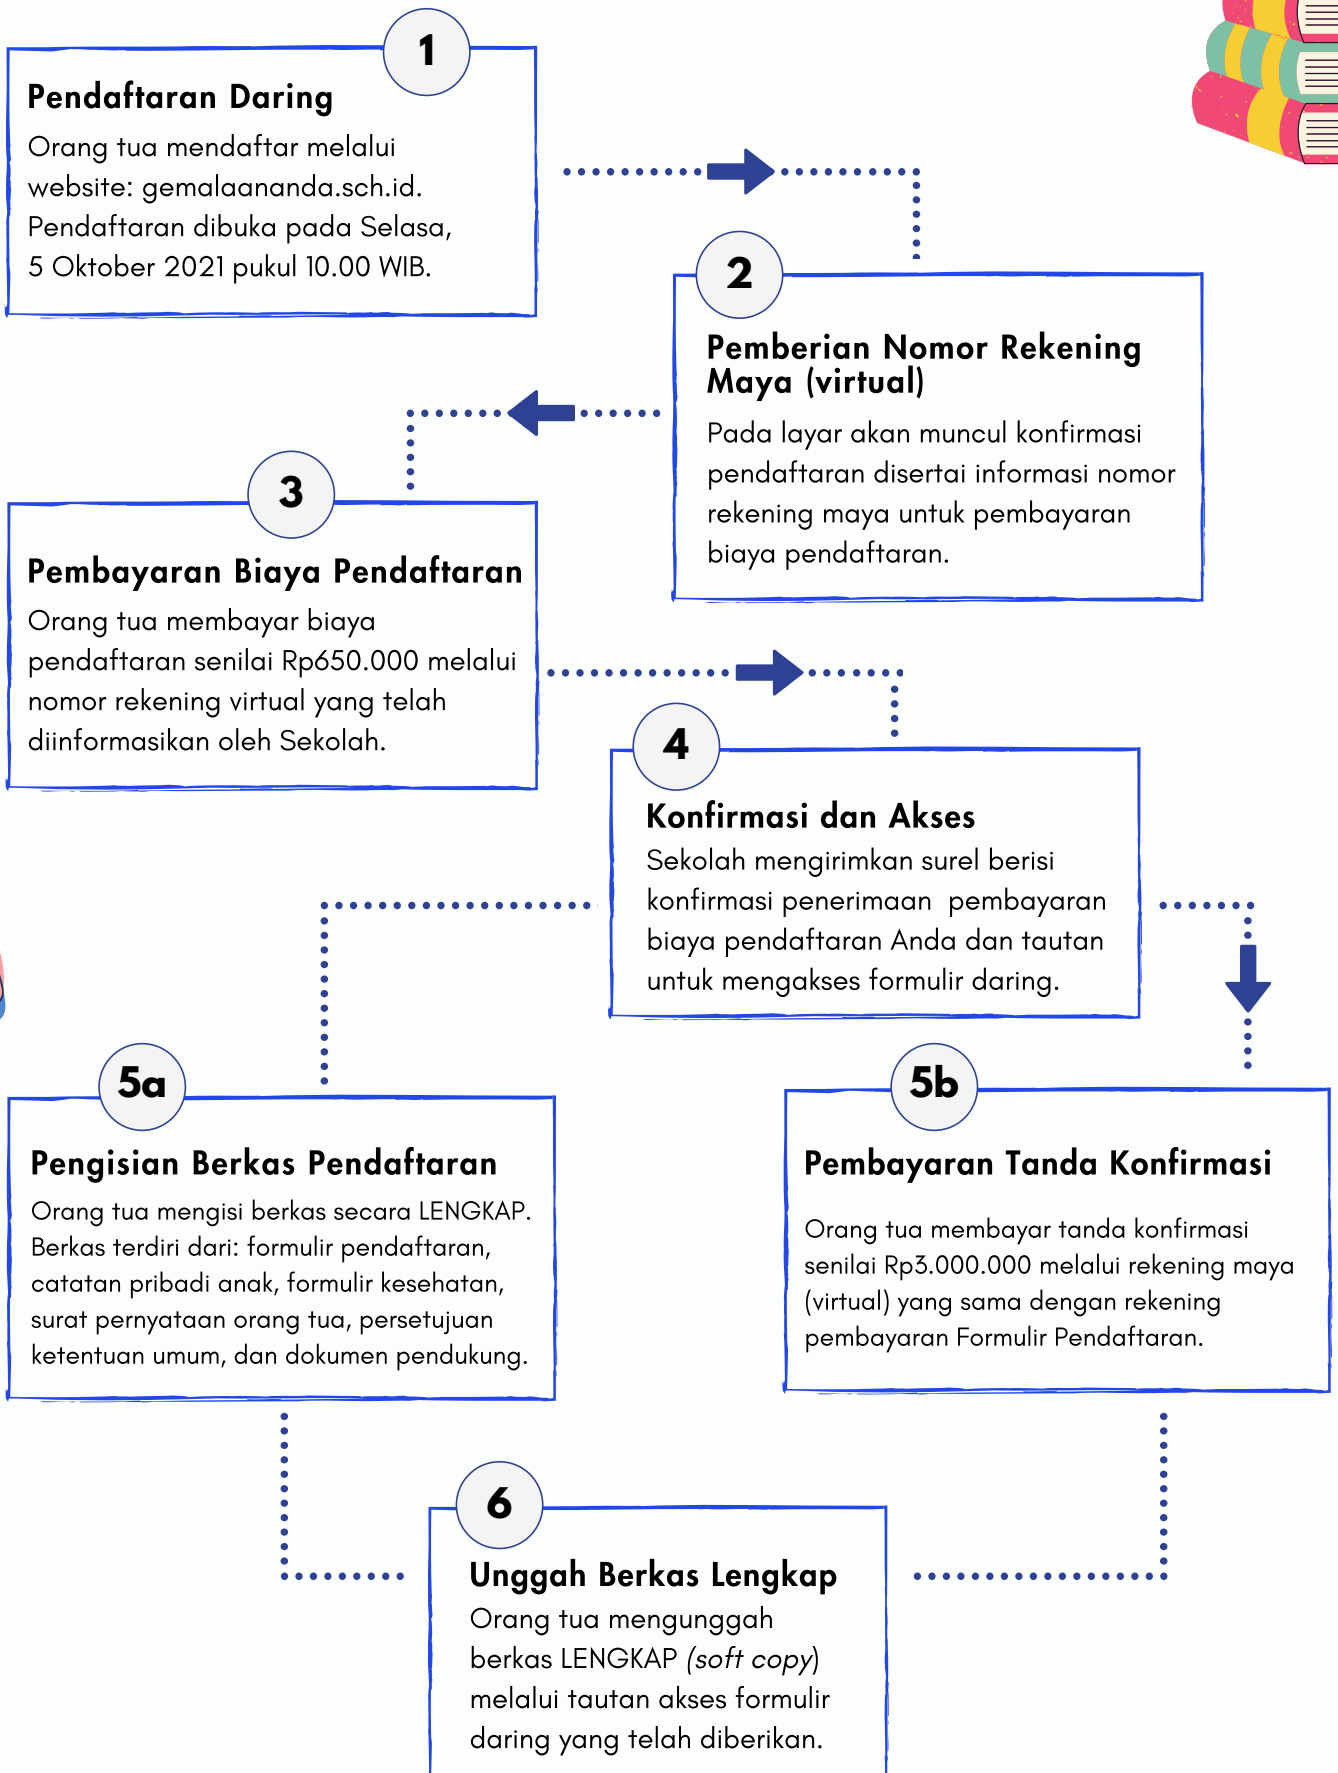 1
Pendaftaran Daring
Orang tua mendaftar melalui
website: gemalaananda.sch.id.
Pendaftaran dibuka pada Selasa,
5 Oktober 2021 pukul 10.00 WIB.
2
Pemberian Nomor Rekening
Maya (virtual)
Pada layar akan muncul konfirmasi
pendaftaran disertai informasi nomor
rekening maya untuk pembayaran
biaya pendaftaran.
3
Pembayaran Biaya Pendaftaran
Orang tua membayar biaya
pendaftaran senilai Rp650.000 melalui
nomor rekening virtual yang telah
diinformasikan oleh Sekolah.
4
Konfirmasi dan Akses
Sekolah mengirimkan surel berisi
konfirmasi penerimaan  pembayaran
biaya pendaftaran Anda dan tautan
untuk mengakses formulir daring.
5a
Pengisian Berkas Pendaftaran
Orang tua mengisi berkas secara LENGKAP.
Berkas terdiri dari: formulir pendaftaran,
catatan pribadi anak, formulir kesehatan,
surat pernyataan orang tua, persetujuan
ketentuan umum, dan dokumen pendukung.
5b
Pembayaran Tanda Konfirmasi
Orang tua membayar tanda konfirmasi
senilai Rp3.000.000 melalui rekening maya
(virtual) yang sama dengan rekening
pembayaran Formulir Pendaftaran.
6
Unggah Berkas Lengkap
Orang tua mengunggah
berkas LENGKAP (soft copy)
melalui tautan akses formulir
daring yang telah diberikan.